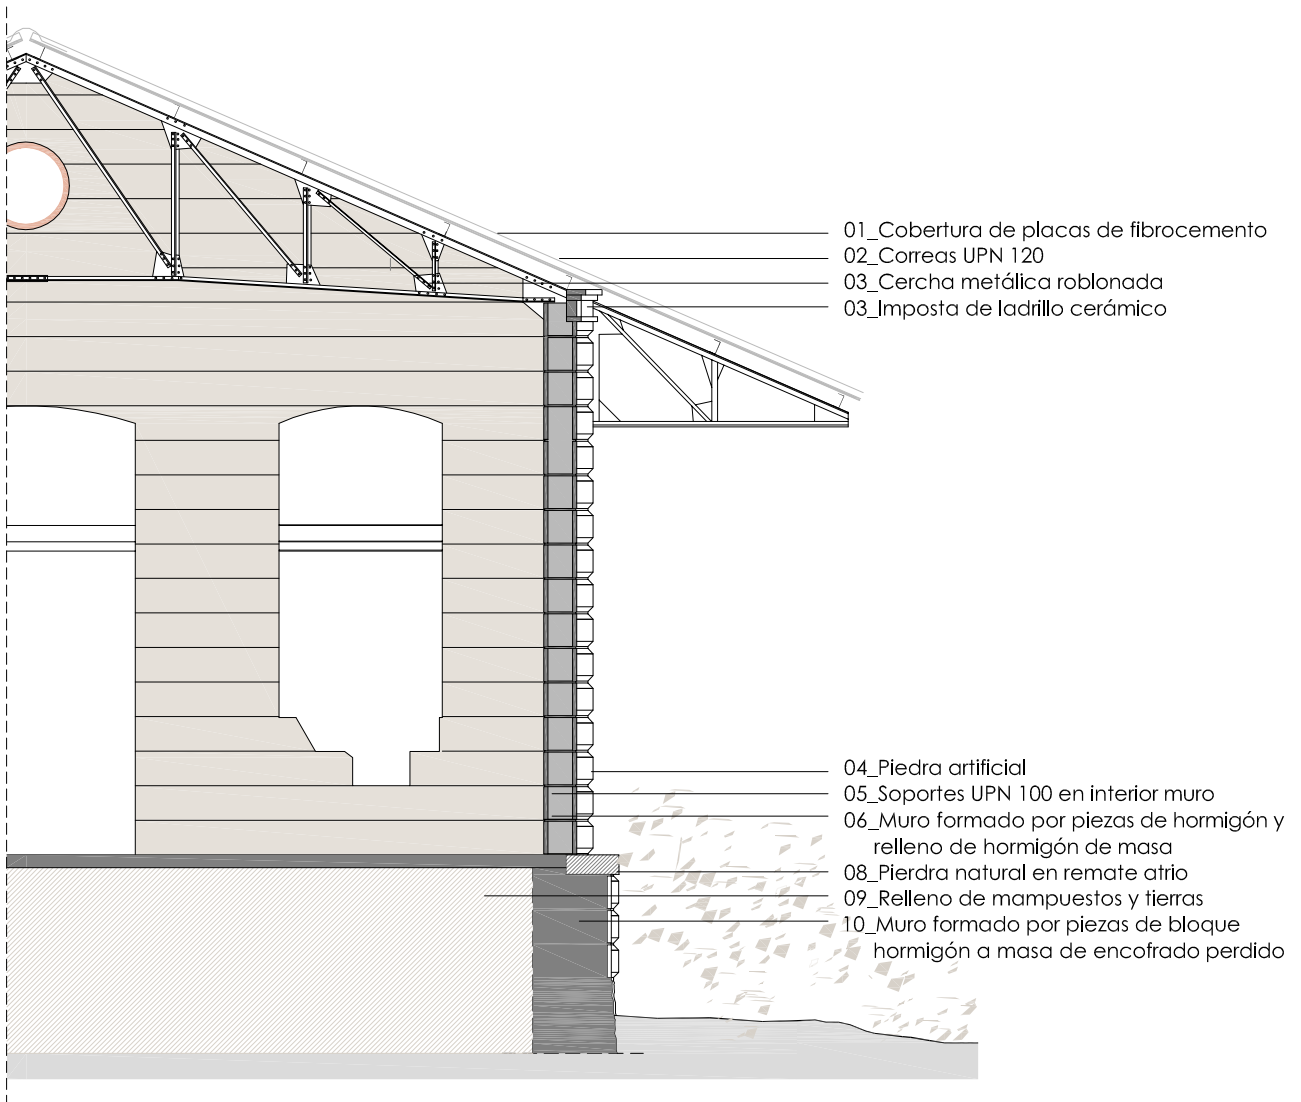 01_Cobertura de placas de fibrocemento
02_Correas UPN 120
03_Cercha metálica roblonada
03_Imposta de ladrillo cerámico
04_Piedra artificial
05_Soportes UPN 100 en interior muro
06_Muro formado por piezas de hormigón y
relleno de hormigón de masa
08_Pierdra natural en remate atrio
09_Relleno de mampuestos y tierras
10_Muro formado por piezas de bloque
hormigón a masa de encofrado perdido